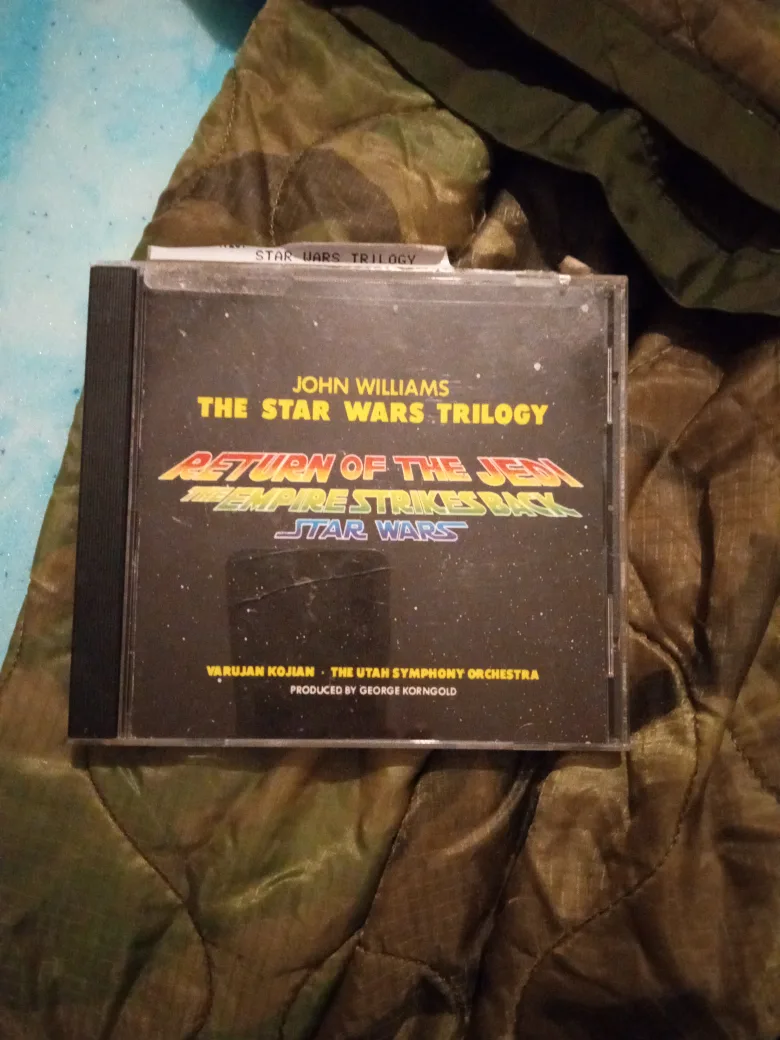 STAR WARS TRILOGY
JOHN WILLIAMS
THE STAR WARS TRILOGY
RETURN OF THE JEDI
THE EMPIRE STRIKES BACK
STAR WARS
VARUJAN KOJIAN · THE UTAH SYMPHONY ORCHESTRA
PRODUCED BY GEORGE KORNGOLD